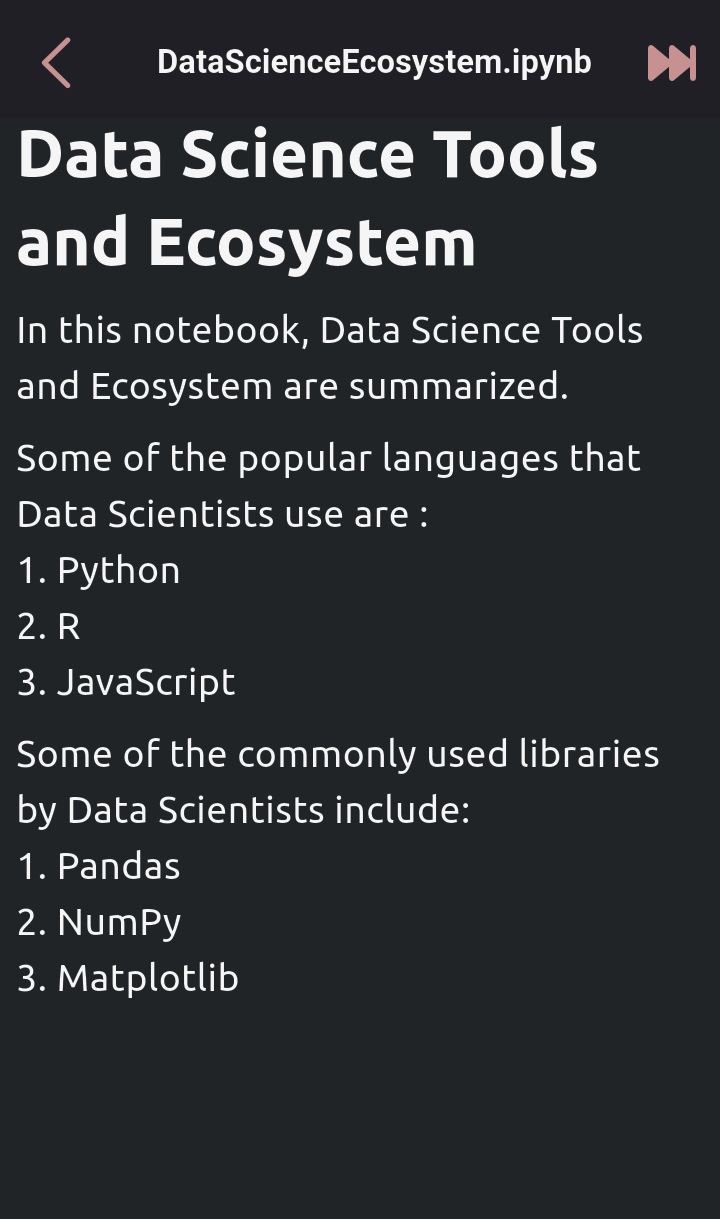 DataScienceEcosystem.ipynb
Data Science Tools
and Ecosystem
In this notebook, Data Science Tools
and Ecosystem are summarized.
Some of the popular languages that
Data Scientists use are :
1. Python
2. R
3. JavaScript
Some of the commonly used libraries
by Data Scientists include:
1. Pandas
2. NumPy
3. Matplotlib